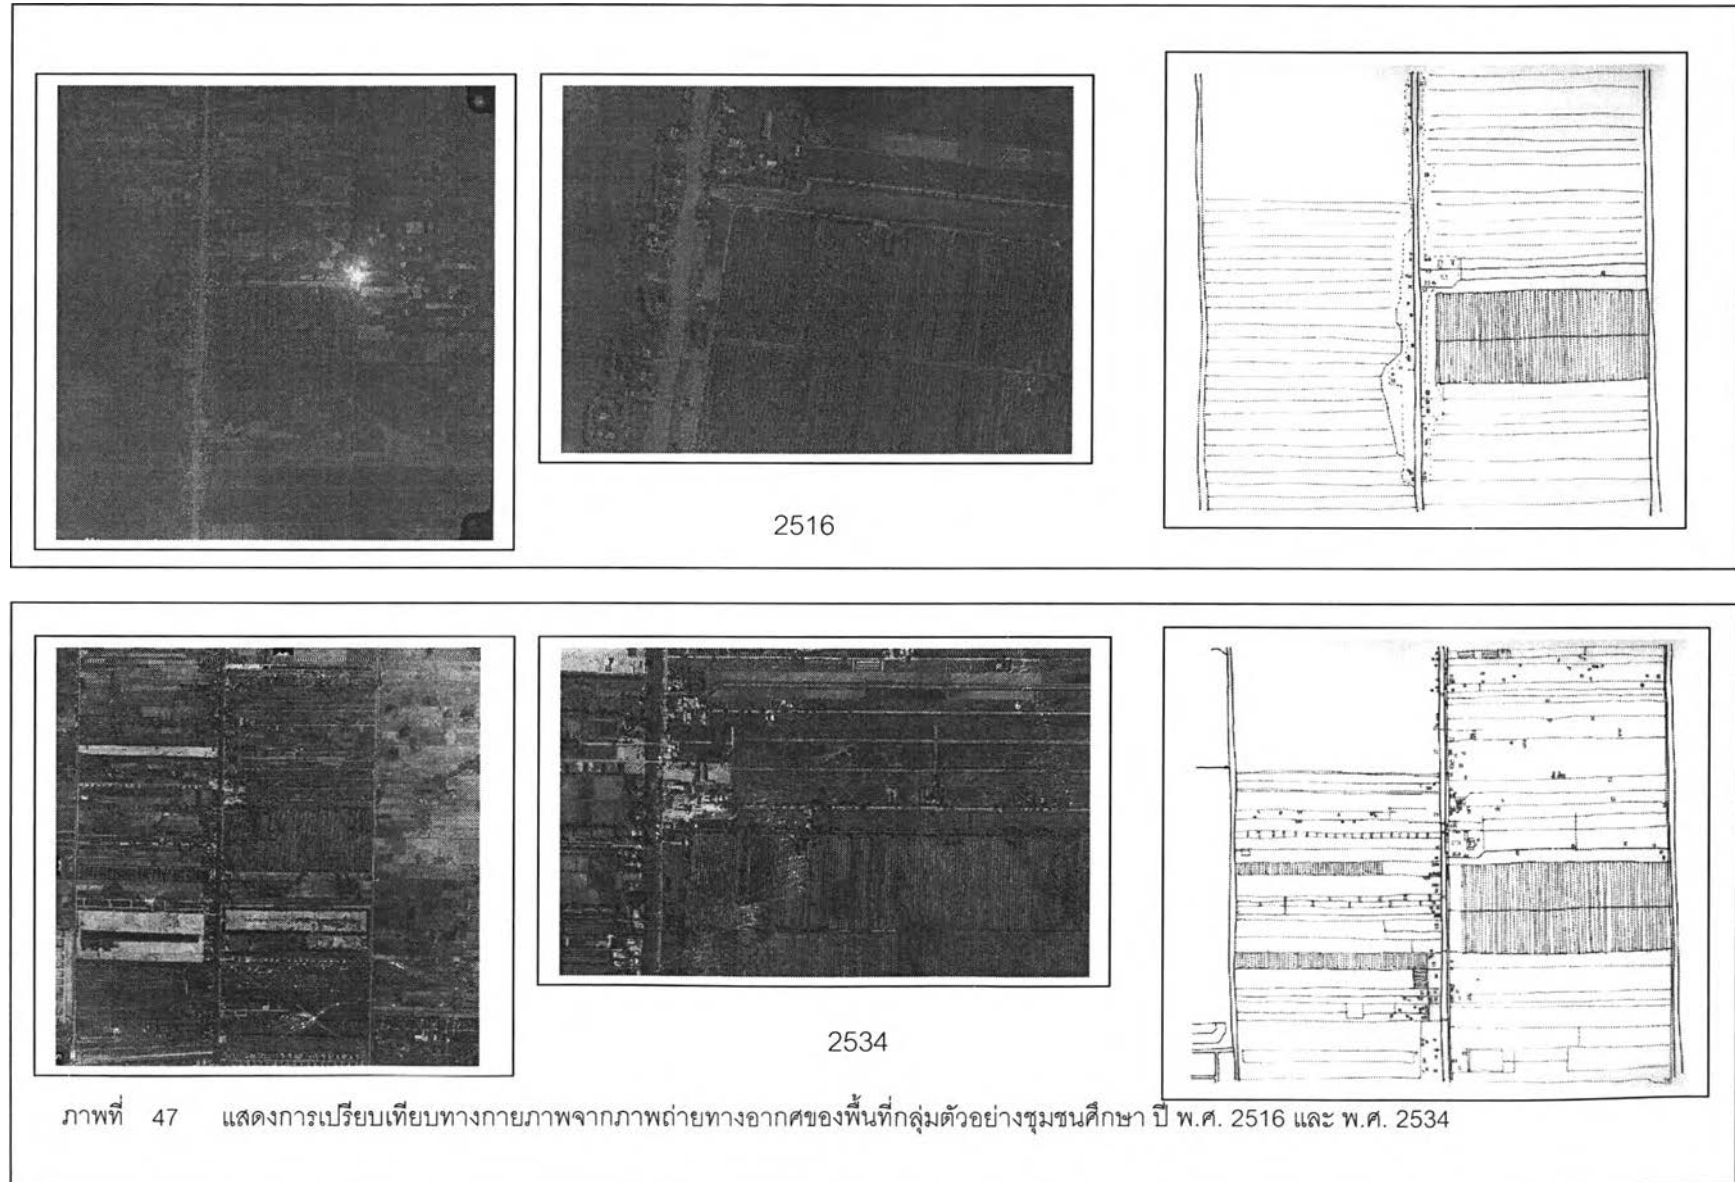 2516
2534
ภาพที่ 47 แสดงการเปรียบเทียบทางกายภาพจากภาพถ่ายทางอากาศของพื้นที่กลุ่มตัวอย่างชุมชนศึกษา ปี พ.ศ. 2516 และ พ.ศ. 2534